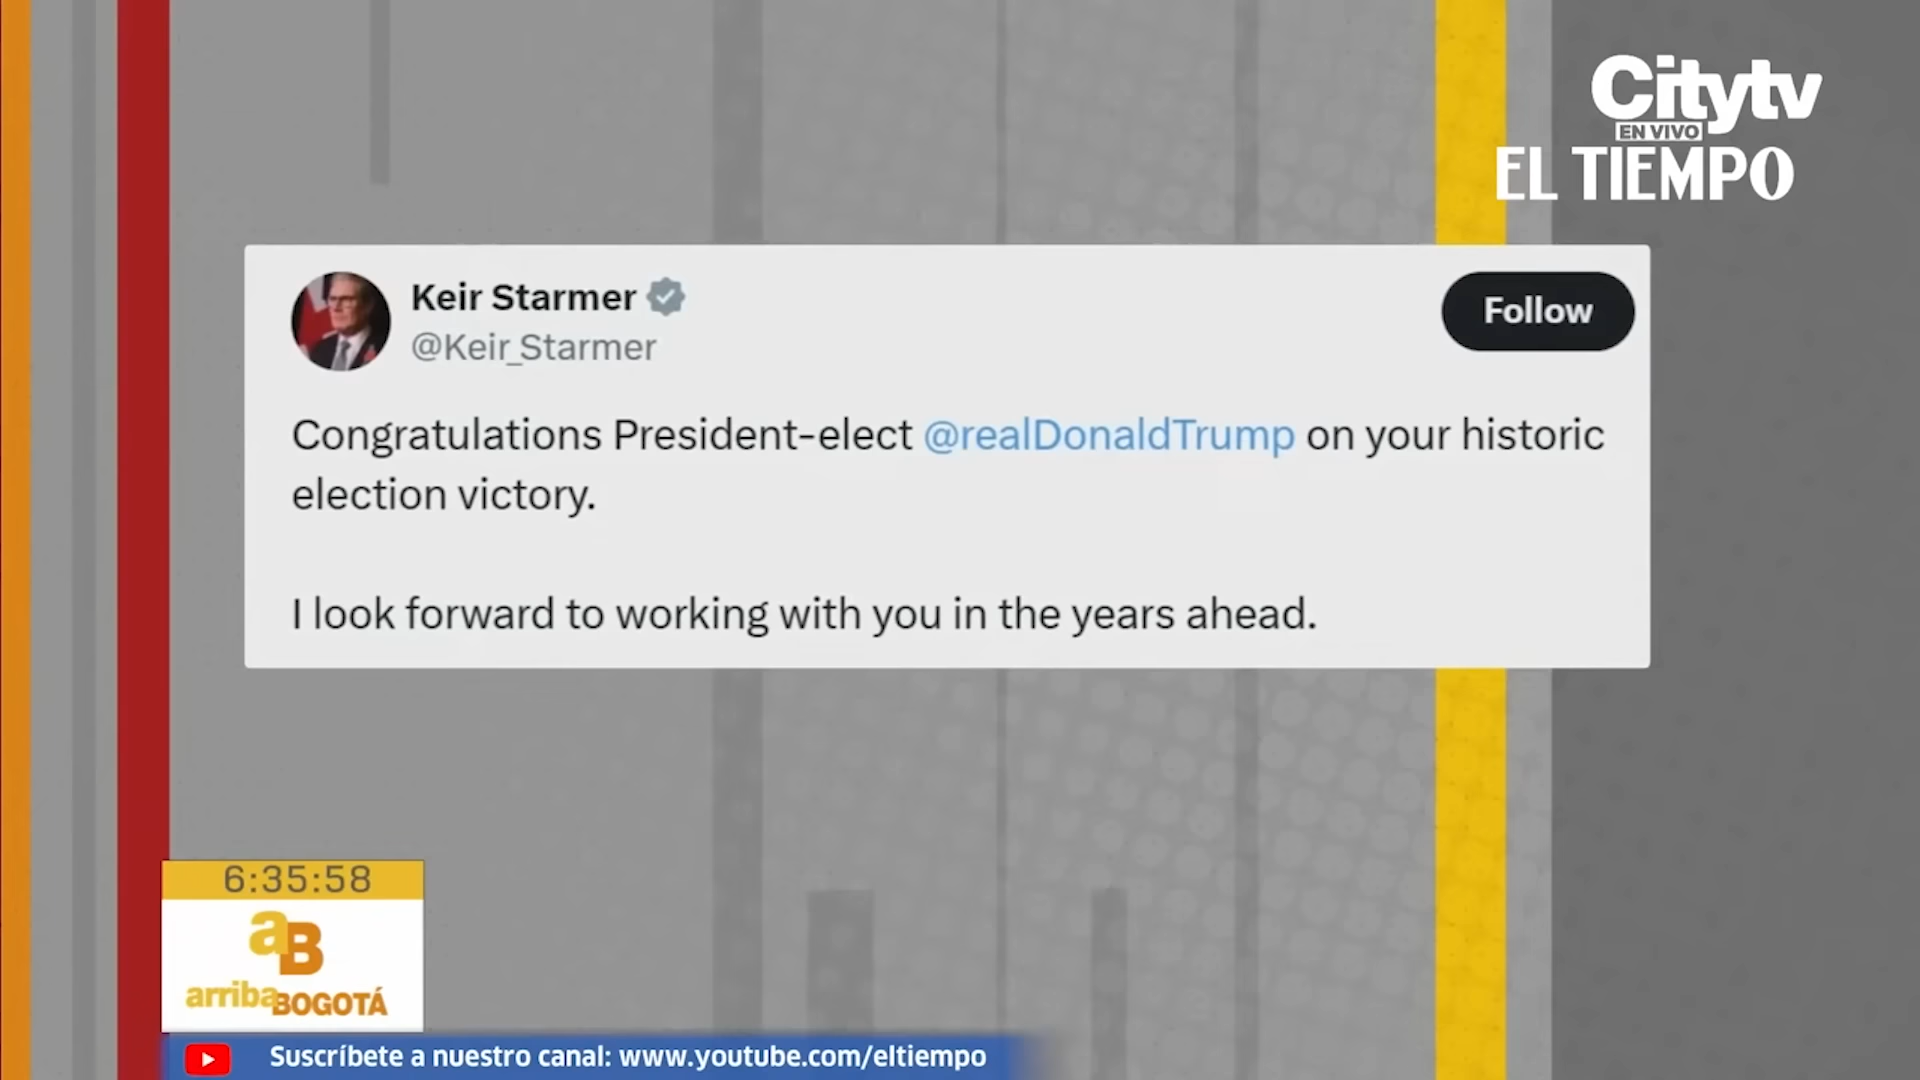 Citytv
EN VIVO
EL TIEMPO
Keir Starmer
@Keir_Starmer
Follow
Congratulations President-elect @realDonaldTrump on your historic
election victory.
I look forward to working with you in the years ahead.
6:35:58
aB
arribaBOGOTÁ
Suscríbete a nuestro canal: www.youtube.com/eltiempo